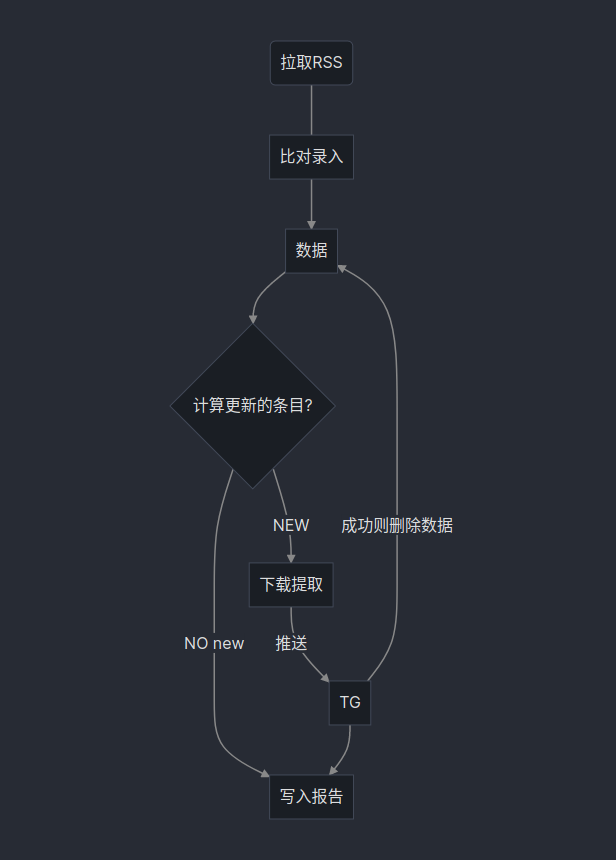 拉取RSS
比对录入
数据
计算更新的条目?
NEW
成功则删除数据
下载提取
NO new
推送
TG
写入报告